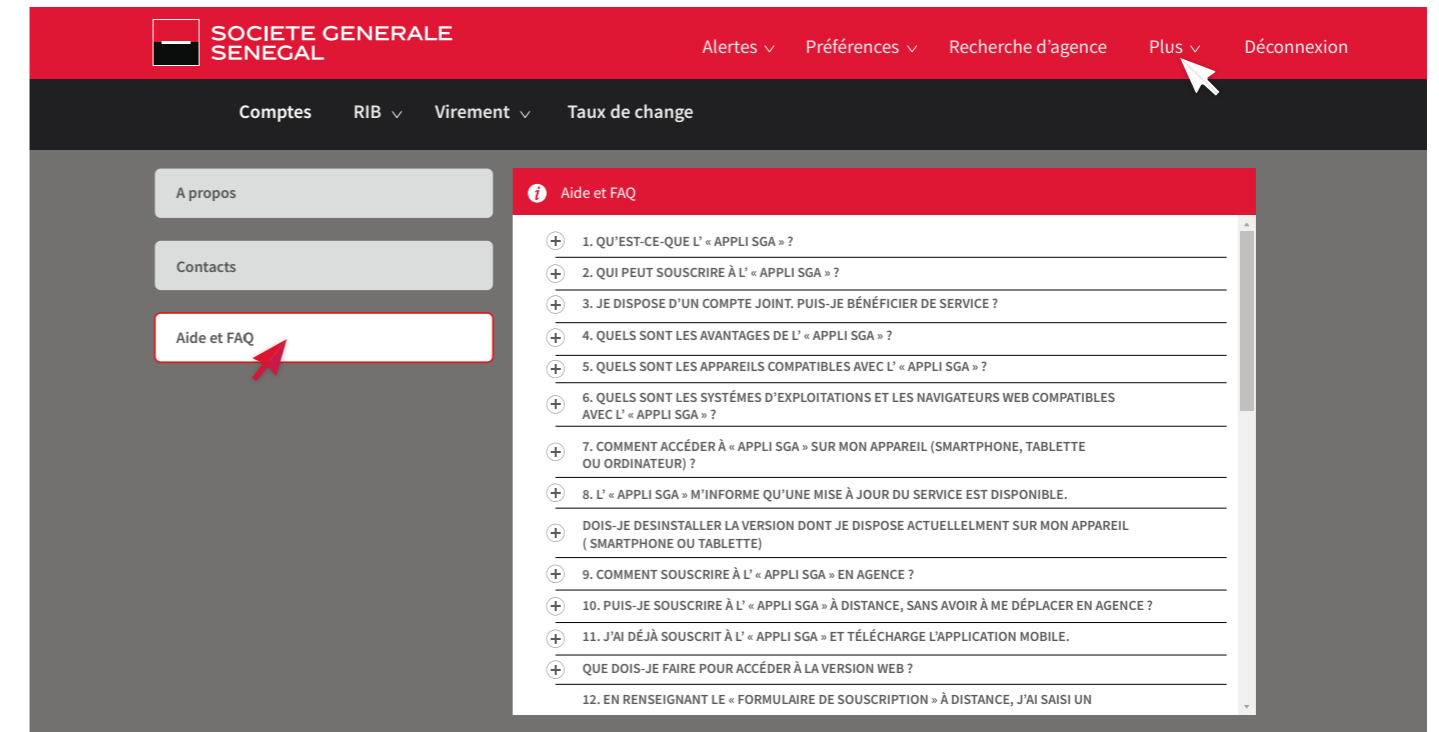 SOCIETE GENERALE
SENEGAL
Alertes Préférences Recherche d'agence Plus Déconnexion
Comptes RIB Virement Taux de change
A propos
Contacts
Aide et FAQ
Aide et FAQ
1. QU'EST-CE-QUE L' « APPLI SGA » ?
2. QUI PEUT SOUSCRIRE À L' « APPLI SGA » ?
3. JE DISPOSE D'UN COMPTE JOINT. PUIS-JE BÉNÉFICIER DE SERVICE ?
4. QUELS SONT LES AVANTAGES DE L' « APPLI SGA » ?
5. QUELS SONT LES APPAREILS COMPATIBLES AVEC L' « APPLI SGA » ?
6. QUELS SONT LES SYSTÉMES D'EXPLOITATIONS ET LES NAVIGATEURS WEB COMPATIBLES
AVEC L' « APPLI SGA » ?
7. COMMENT ACCÉDER À « APPLI SGA » SUR MON APPAREIL (SMARTPHONE, TABLETTE
OU ORDINATEUR) ?
8. L' « APPLI SGA » M'INFORME QU'UNE MISE À JOUR DU SERVICE EST DISPONIBLE.
DOIS-JE DESINSTALLER LA VERSION DONT JE DISPOSE ACTUELLELMENT SUR MON APPAREIL
( SMARTPHONE OU TABLETTE)
9. COMMENT SOUSCRIRE À L' « APPLI SGA » EN AGENCE ?
10. PUIS-JE SOUSCRIRE À L' « APPLI SGA » À DISTANCE, SANS AVOIR À ME DÉPLACER EN AGENCE ?
11. J'AI DÉJÀ SOUSCRIT À L' « APPLI SGA » ET TÉLÉCHARGE L'APPLICATION MOBILE.
QUE DOIS-JE FAIRE POUR ACCÉDER À LA VERSION WEB ?
12. EN RENSEIGNANT LE « FORMULAIRE DE SOUSCRIPTION » À DISTANCE, J'AI SAISI UN